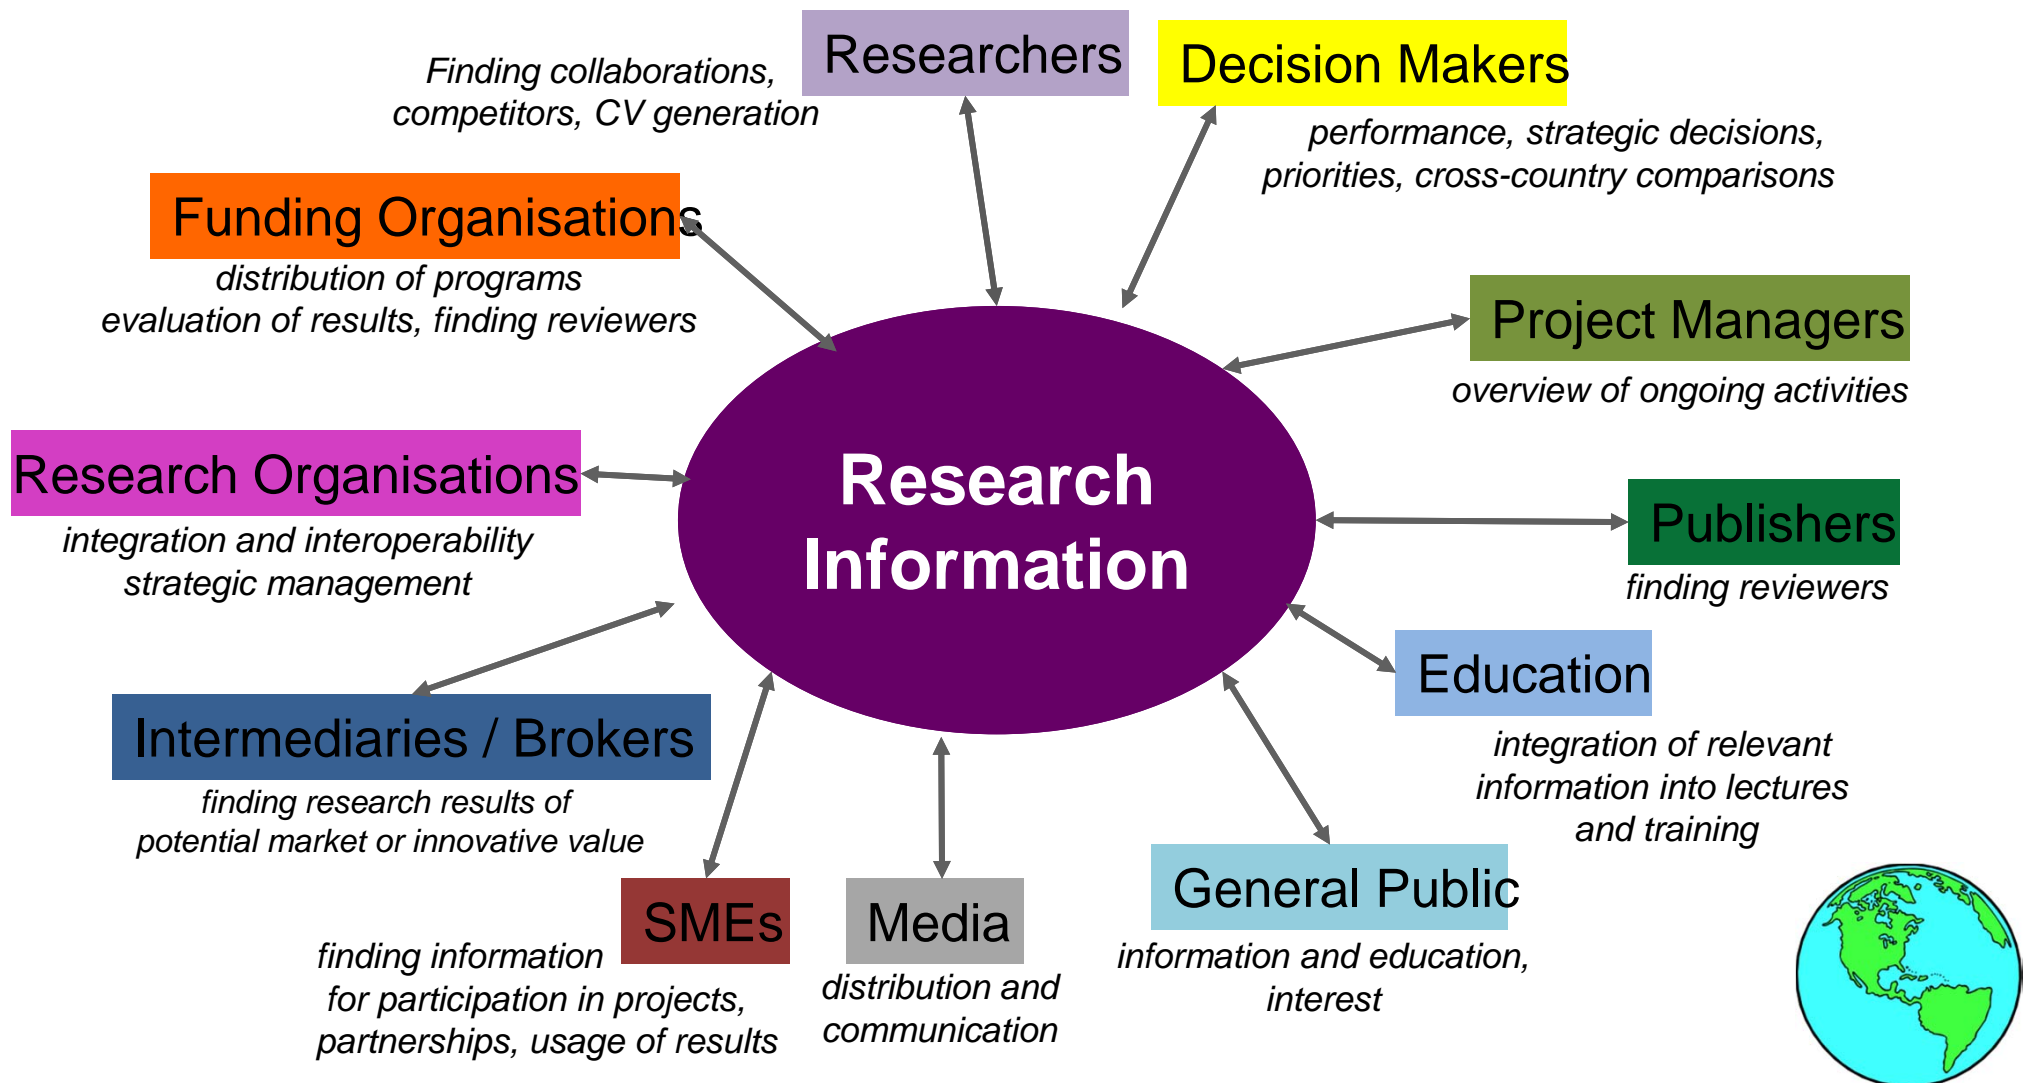 Researchers
Finding collaborations,
competitors, CV generation
Decision Makers
performance, strategic decisions,
priorities, cross-country comparisons
Funding Organisations
distribution of programs
evaluation of results, finding reviewers
Project Managers
overview of ongoing activities
Research Organisations
integration and interoperability
strategic management
Research
Information
Publishers
finding reviewers
Education
integration of relevant
information into lectures
and training
Intermediaries / Brokers
finding research results of
potential market or innovative value
SMEs
finding information
for participation in projects,
partnerships, usage of results
Media
distribution and
communication
General Public
information and education,
interest